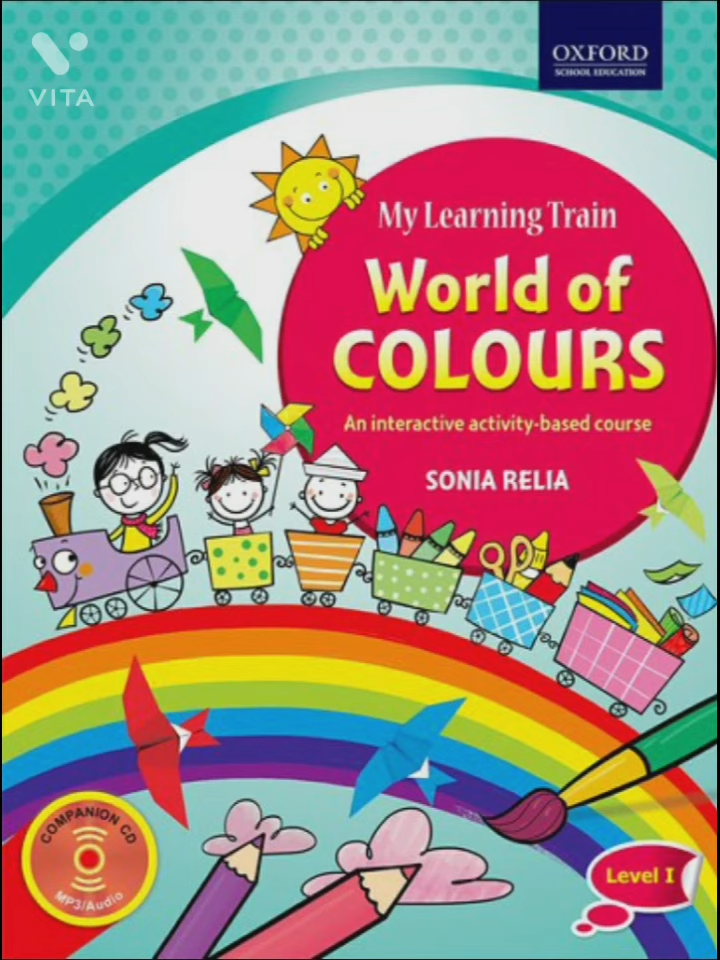 VITA
OXFORD
SCHOOL EDUCATION
My Learning Train
World of
COLOURS
An interactive activity-based course
SONIA RELIA
COMPANION CD
MP3/Audio
Level I